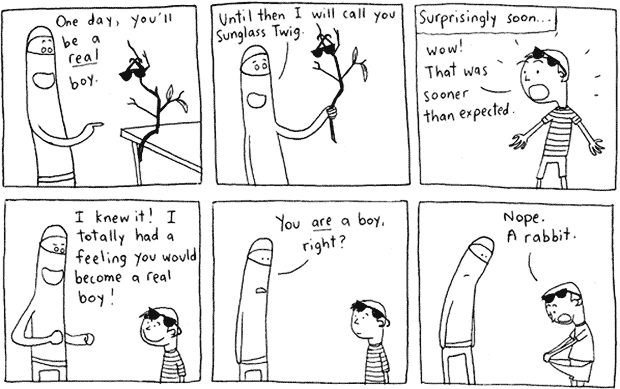 One day, you'll
be a
real
boy.
Until then I will call you
Sunglass Twig.
Surprisingly soon...
wow!
That was
sooner
than expected.
I knew it! I
totally had a
feeling you would
become a real
boy!
You are a boy,
right?
Nope.
A rabbit.